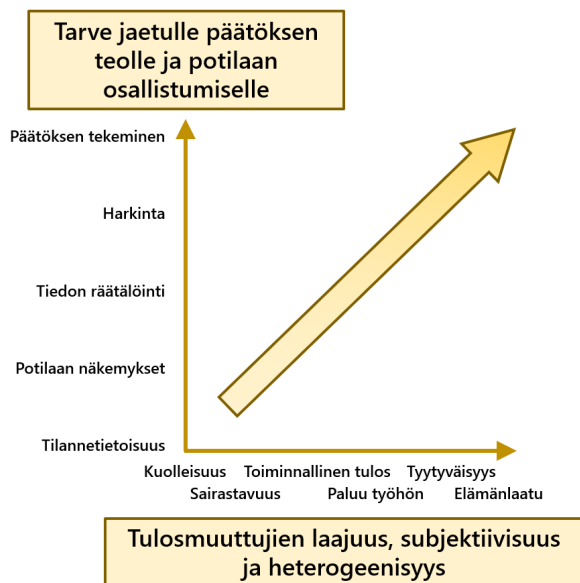 Tarve jaetulle päätöksen
teolle ja potilaan
osallistumiselle
Päätöksen tekeminen
Harkinta
Tiedon räätälöinti
Potilaan näkemykset
Tilannetietoisuus
Kuolleisuus Toiminnallinen tulos Tyytyväisyys
Sairastavuus Paluu työhön Elämänlaatu
Tulosmuuttujien laajuus, subjektiivisuus
ja heterogeenisyys